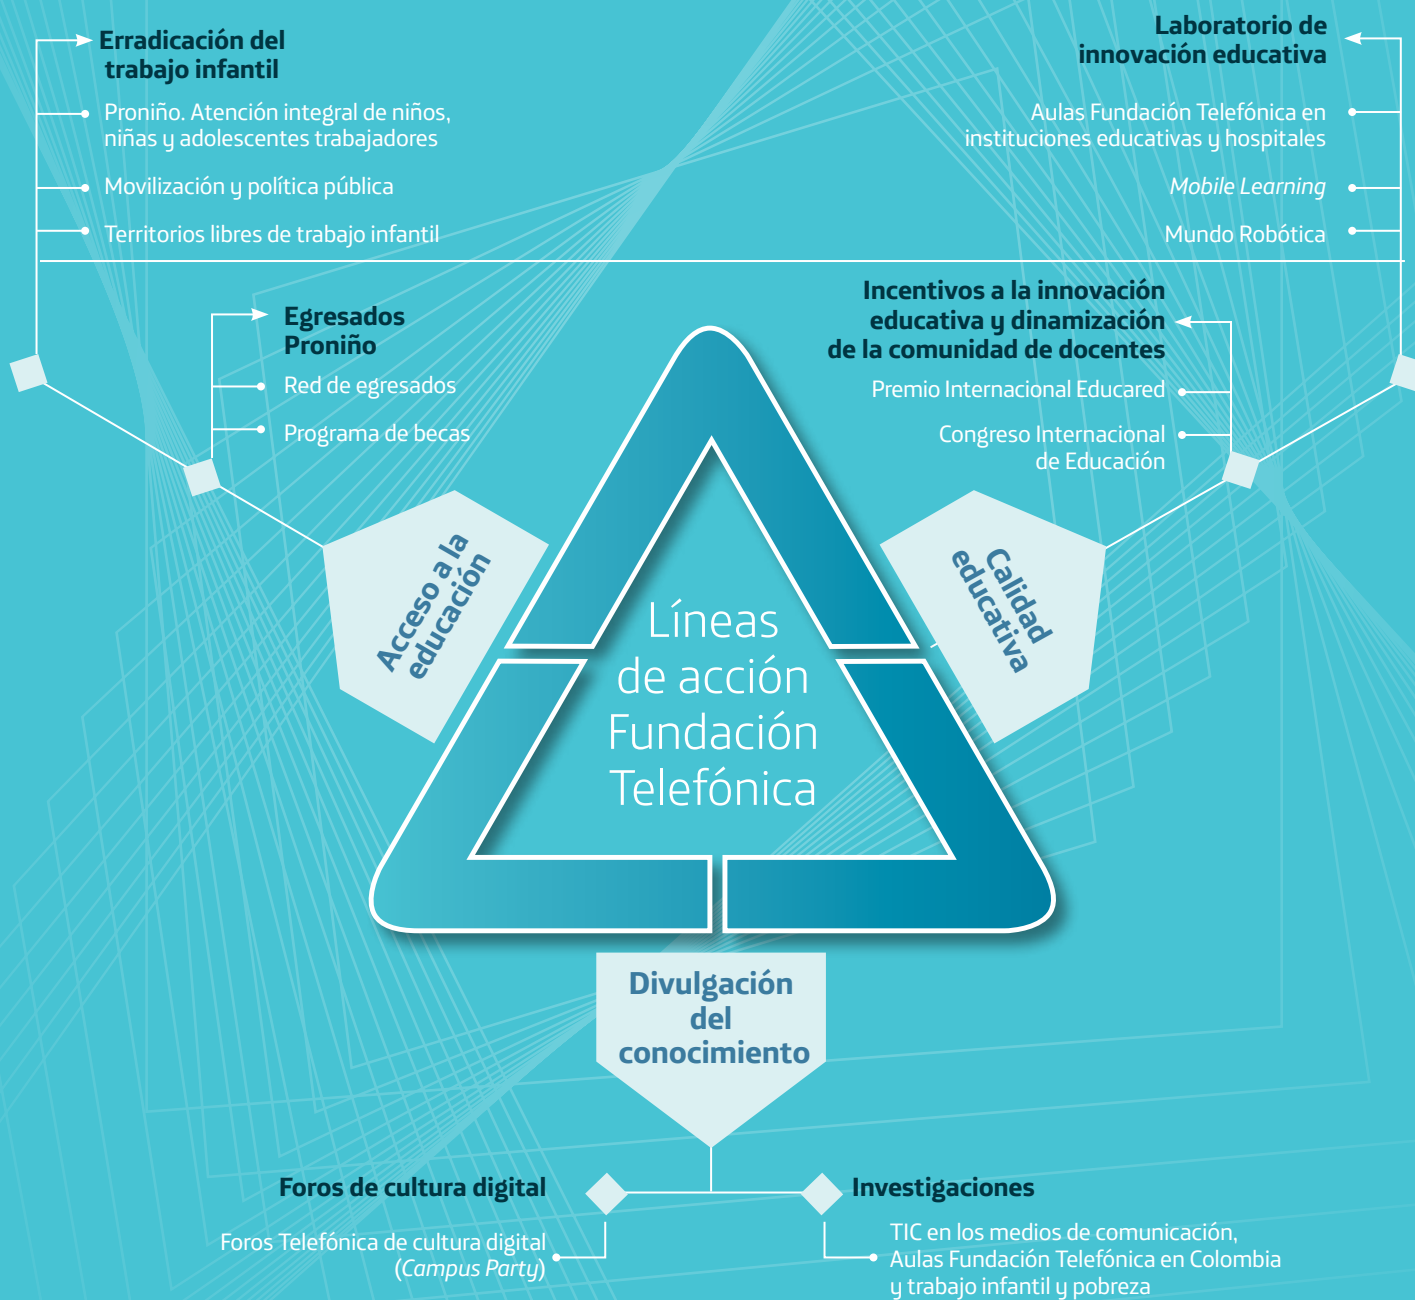 Erradicación del
trabajo infantil
Proniño. Atención integral de niños,
niñas y adolescentes trabajadores
Movilización y política pública
Territorios libres de trabajo infantil
Laboratorio de
innovación educativa
Aulas Fundación Telefónica en
instituciones educativas y hospitales
Mobile Learning
Mundo Robótica
Egresados
Proniño
Red de egresados
Programa de becas
Incentivos a la innovación
educativa y dinamización
de la comunidad de docentes
Premio Internacional Educared
Congreso Internacional
de Educación
Acceso a la
educación
Calidad
educativa
Líneas
de acción
Fundación
Telefónica
Divulgación
del
conocimiento
Foros de cultura digital
Foros Telefónica de cultura digital
(Campus Party)
Investigaciones
TIC en los medios de comunicación,
Aulas Fundación Telefónica en Colombia
y trabajo infantil y pobreza